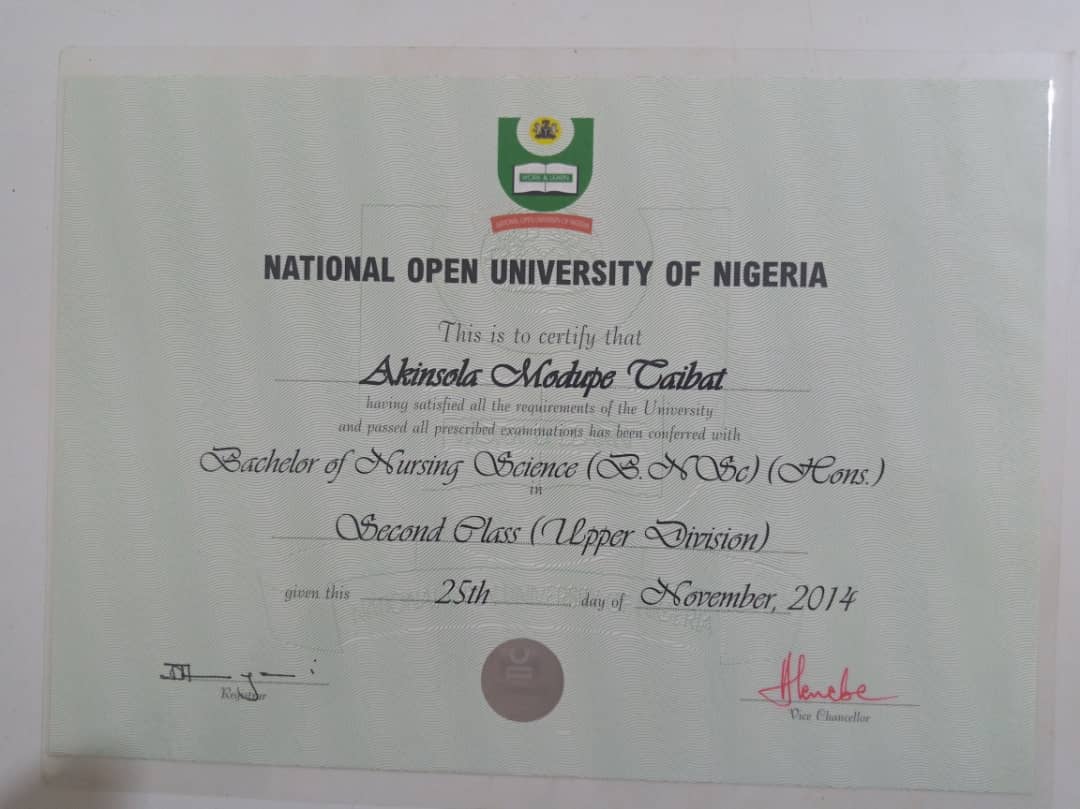 WORK & LEARN
NATIONAL OPEN UNIVERSITY OF NIGERIA
NATIONAL OPEN UNIVERSITY OF NIGERIA
This is to certify that
Akinsola Modupe Taibat
having satisfied all the requirements of the University
and passed all prescribed examinations has been conferred with
Bachelor of Nursing Science (B.NSc) (Hons.)
in
Second Class (Upper Division)
given this 25th day of November, 2014
Registrar
Vice Chancellor